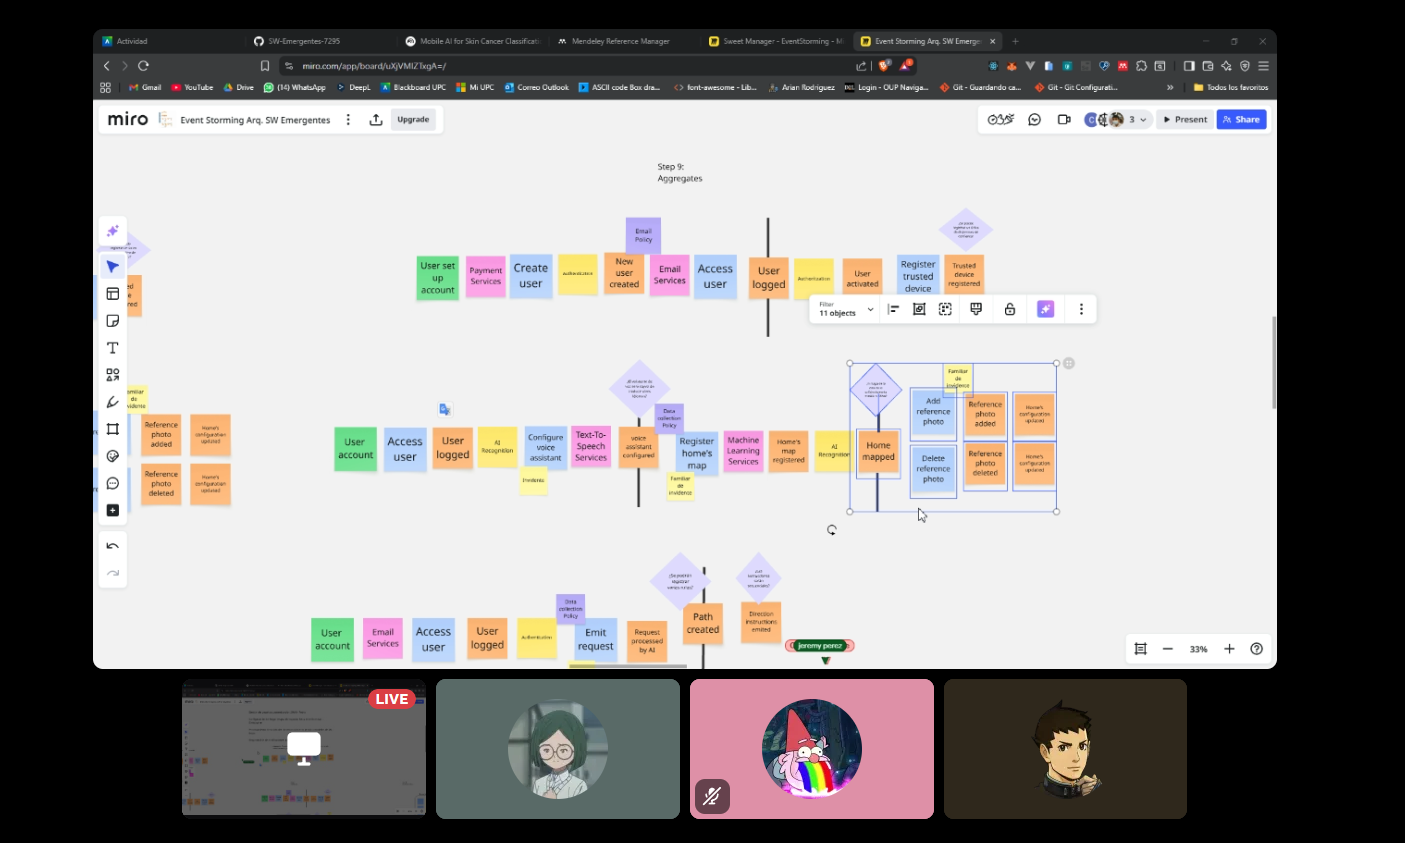 Actividad
SW-Emergentes-7295
Mobile AI for Skin Cancer Classificati
Mendeley Reference Manager
Sweet Manager - EventStorming - M
Event Storming Arq. SW Emerge
miro.com/app/board/uXjVMIZTxgA=/
Gmail
YouTube
Drive
(14) WhatsApp
DeepL
Blackboard UPC
Mi UPC
Correo Outlook
ASCII code Box dra...
font-awesome - Lib...
Arian Rodriguez
Login - OUP Naviga...
Git - Guardando ca...
Git - Git Configurati...
Todos los favoritos
miro
Event Storming Arq. SW Emergentes
Upgrade
3
Present
Share
Step 9:
Aggregates
Email
Policy
User set
up
account
Payment
Services
Create
user
Authentication
New
user
created
Email
Services
Access
user
User
logged
Authentication
User
activated
Register
trusted
device
Trusted
device
registered
Filter
11 objects
Reference
photo
added
Home's
configuration
updated
Reference
photo
deleted
Home's
configuration
updated
User
account
Access
user
User
logged
AI
Recognition
Configure
voice
assistant
Invidente
Text-To-
Speech
Services
voice
assistant
configured
Data
collection
Policy
Register
home's
map
Familiar
de
invidente
Machine
Learning
Services
Home's
map
registered
AI
Recognition
Home
mapped
Familiar
de
invidente
Add
reference
photo
Reference
photo
added
Home's
configuration
updated
Delete
reference
photo
Reference
photo
deleted
Home's
configuration
updated
User
account
Email
Services
Access
user
User
logged
Authentication
Data
collection
Policy
Emit
request
Request
processed
by AI
Path
created
Direction
instructions
emited
jeremy perez
33%
LIVE